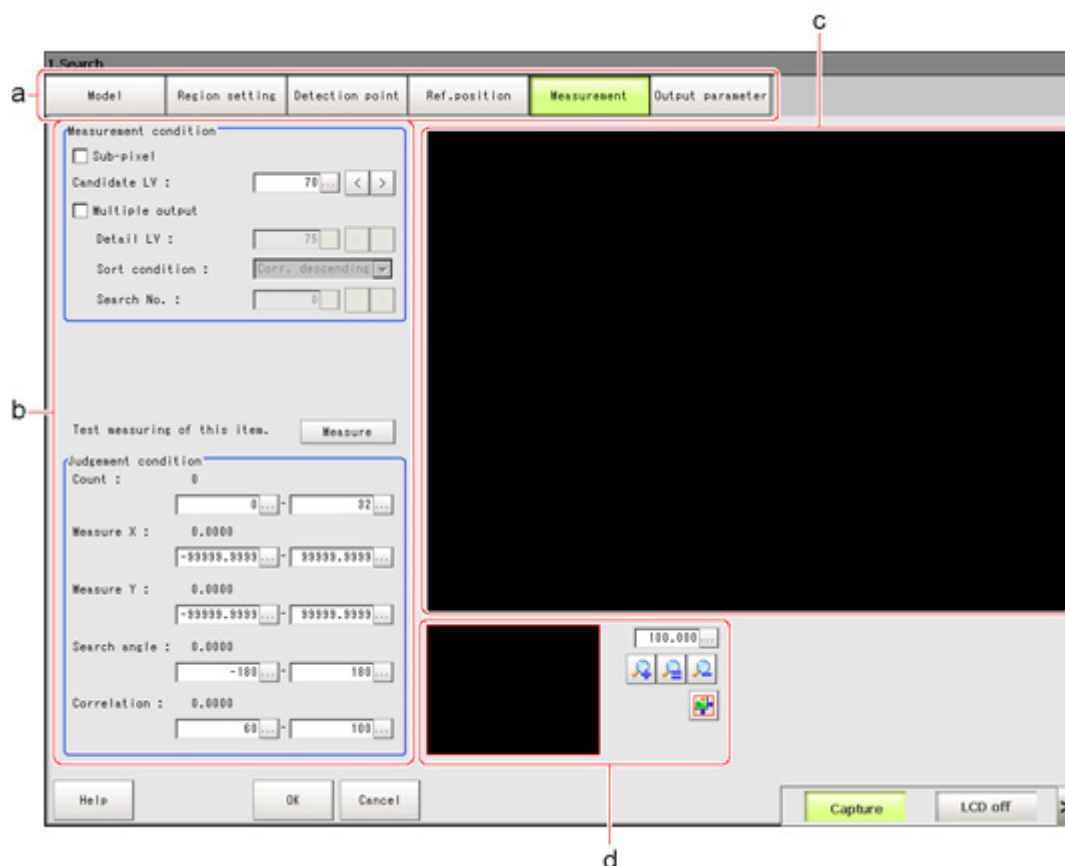 c
1.Search
a
Model Region setting Detection point Ref.position Measurement Output parameter
Measurement condition
Sub-pixel
Candidate LV : 70 ... < >
Multiple output
Detail LV : 75
Sort condition : Corr. descending
Search No. : 0
b
Test measuring of this item. Measure
Judgement condition
Count : 0
0 ... - 32 ...
Measure X : 0.0000
-99999.9999 ... - 99999.9999 ...
Measure Y : 0.0000
-99999.9999 ... - 99999.9999 ...
Search angle : 0.0000
-180 ... - 180 ...
Correlation : 0.0000
60 ... - 100 ...
100.000 ...
Help OK Cancel
Capture LCD off >
d